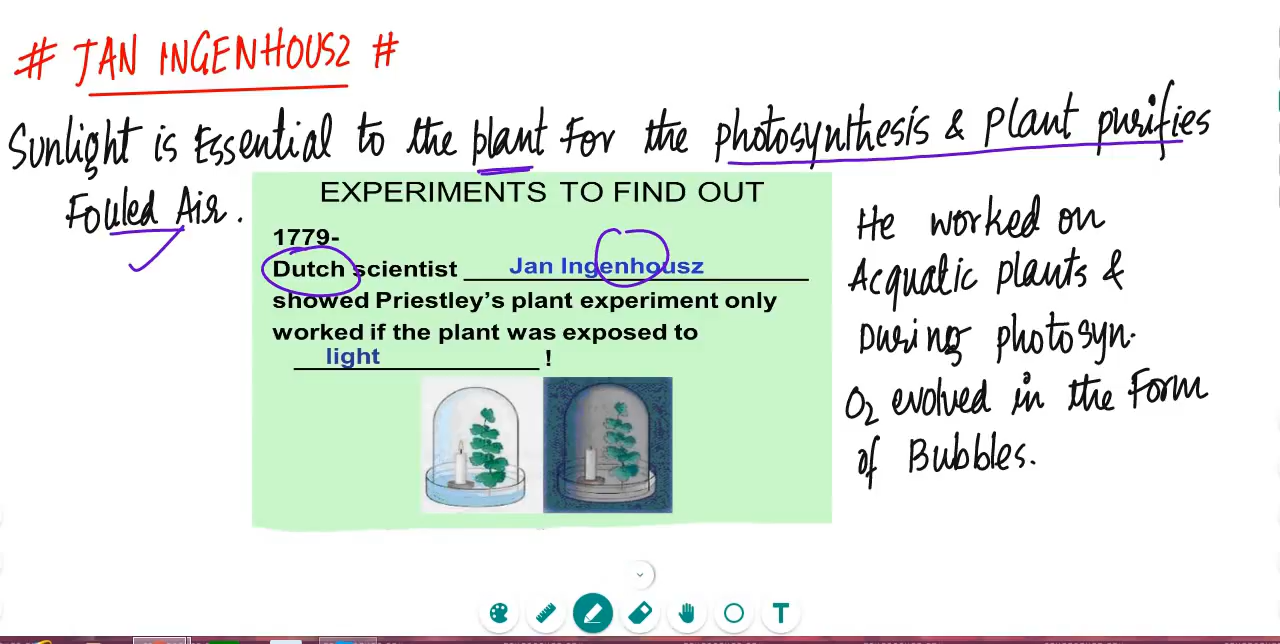 # JAN INGENHOUSZ #
Sunlight is Essential to the plant For the photosynthesis & plant purifies
Fouled Air.
EXPERIMENTS TO FIND OUT
1779-
Dutch scientist Jan Ingenhousz
showed Priestley's plant experiment only
worked if the plant was exposed to
light !
He worked on
Acquatic plants &
During photosyn.
O2 evolved in the Form
of Bubbles.
T